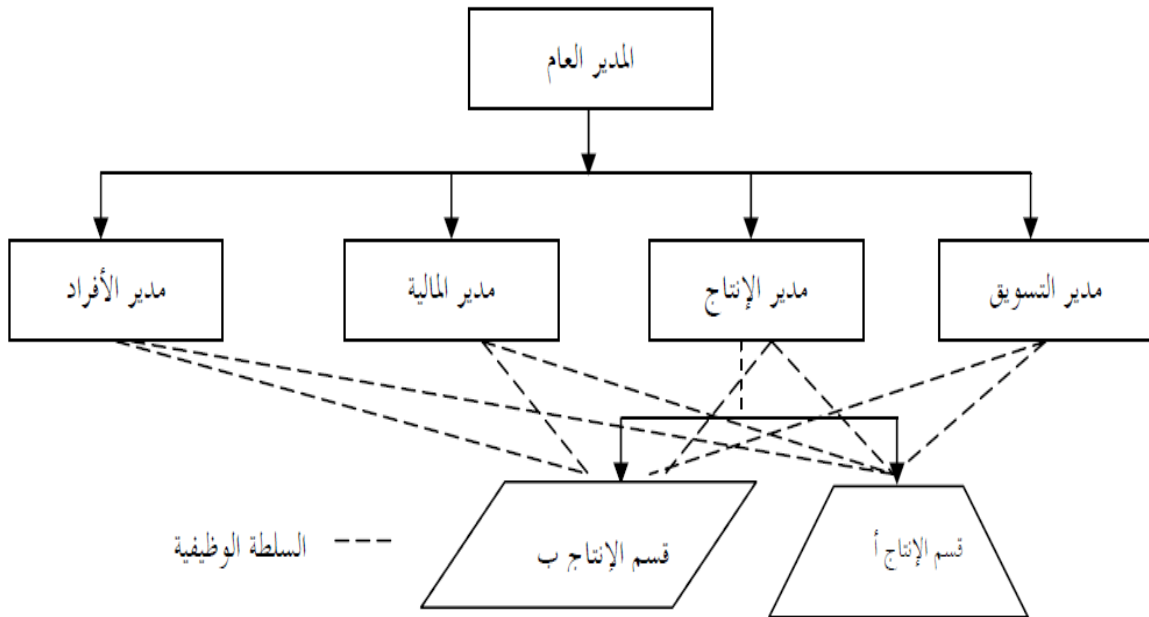 المدير العام
مدير التسويق
مدير الإنتاج
مدير المالية
مدير الأفراد
قسم الإنتاج أ
قسم الإنتاج ب
السلطة الوظيفية